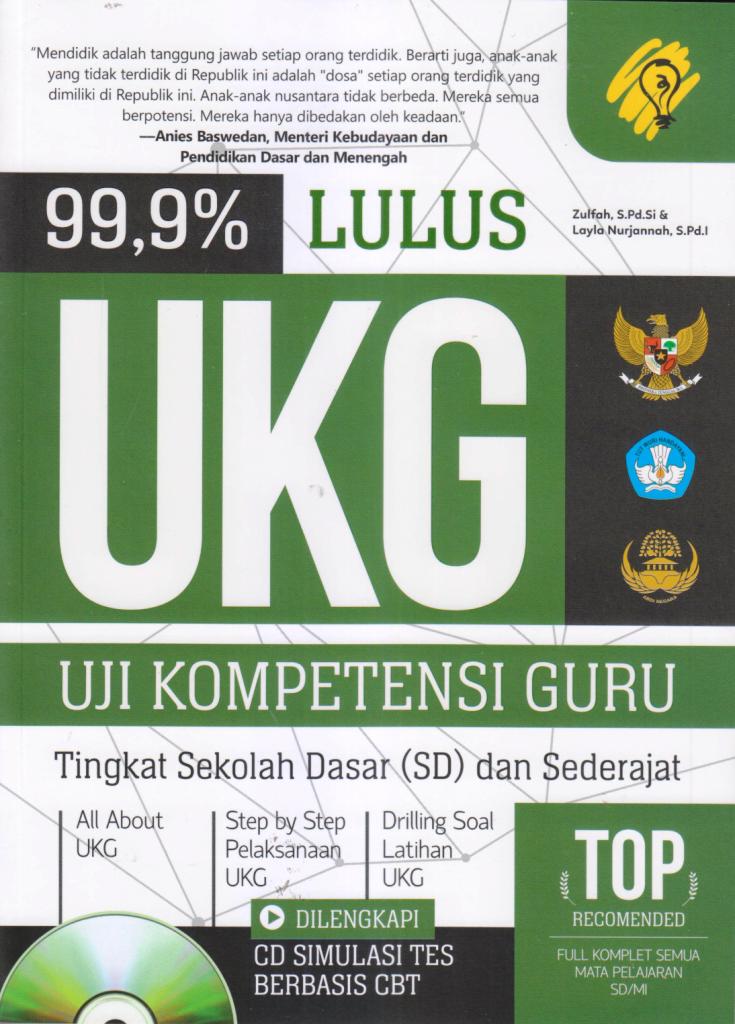 “Mendidik adalah tanggung jawab setiap orang terdidik. Berarti juga, anak-anak
yang tidak terdidik di Republik ini adalah "dosa" setiap orang terdidik yang
dimiliki di Republik ini. Anak-anak nusantara tidak berbeda. Mereka semua
berpotensi. Mereka hanya dibedakan oleh keadaan.”
—Anies Baswedan, Menteri Kebudayaan dan
Pendidikan Dasar dan Menengah
99,9% LULUS
Zulfah, S.Pd.Si &
Layla Nurjannah, S.Pd.I
UKG
TUT WURI HANDAYANI
UJI KOMPETENSI GURU
Tingkat Sekolah Dasar (SD) dan Sederajat
All About
UKG
Step by Step
Pelaksanaan
UKG
Drilling Soal
Latihan
UKG
DILENGKAPI
CD SIMULASI TES
BERBASIS CBT
TOP
RECOMENDED
FULL KOMPLET SEMUA
MATA PELAJARAN
SD/MI